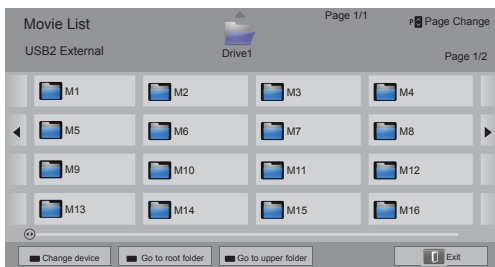 Movie List
Page 1/1
P Page Change
USB2 External
Drive1
Page 1/2
M1
M2
M3
M4
M5
M6
M7
M8
M9
M10
M11
M12
M13
M14
M15
M16
Change device
Go to root folder
Go to upper folder
Exit